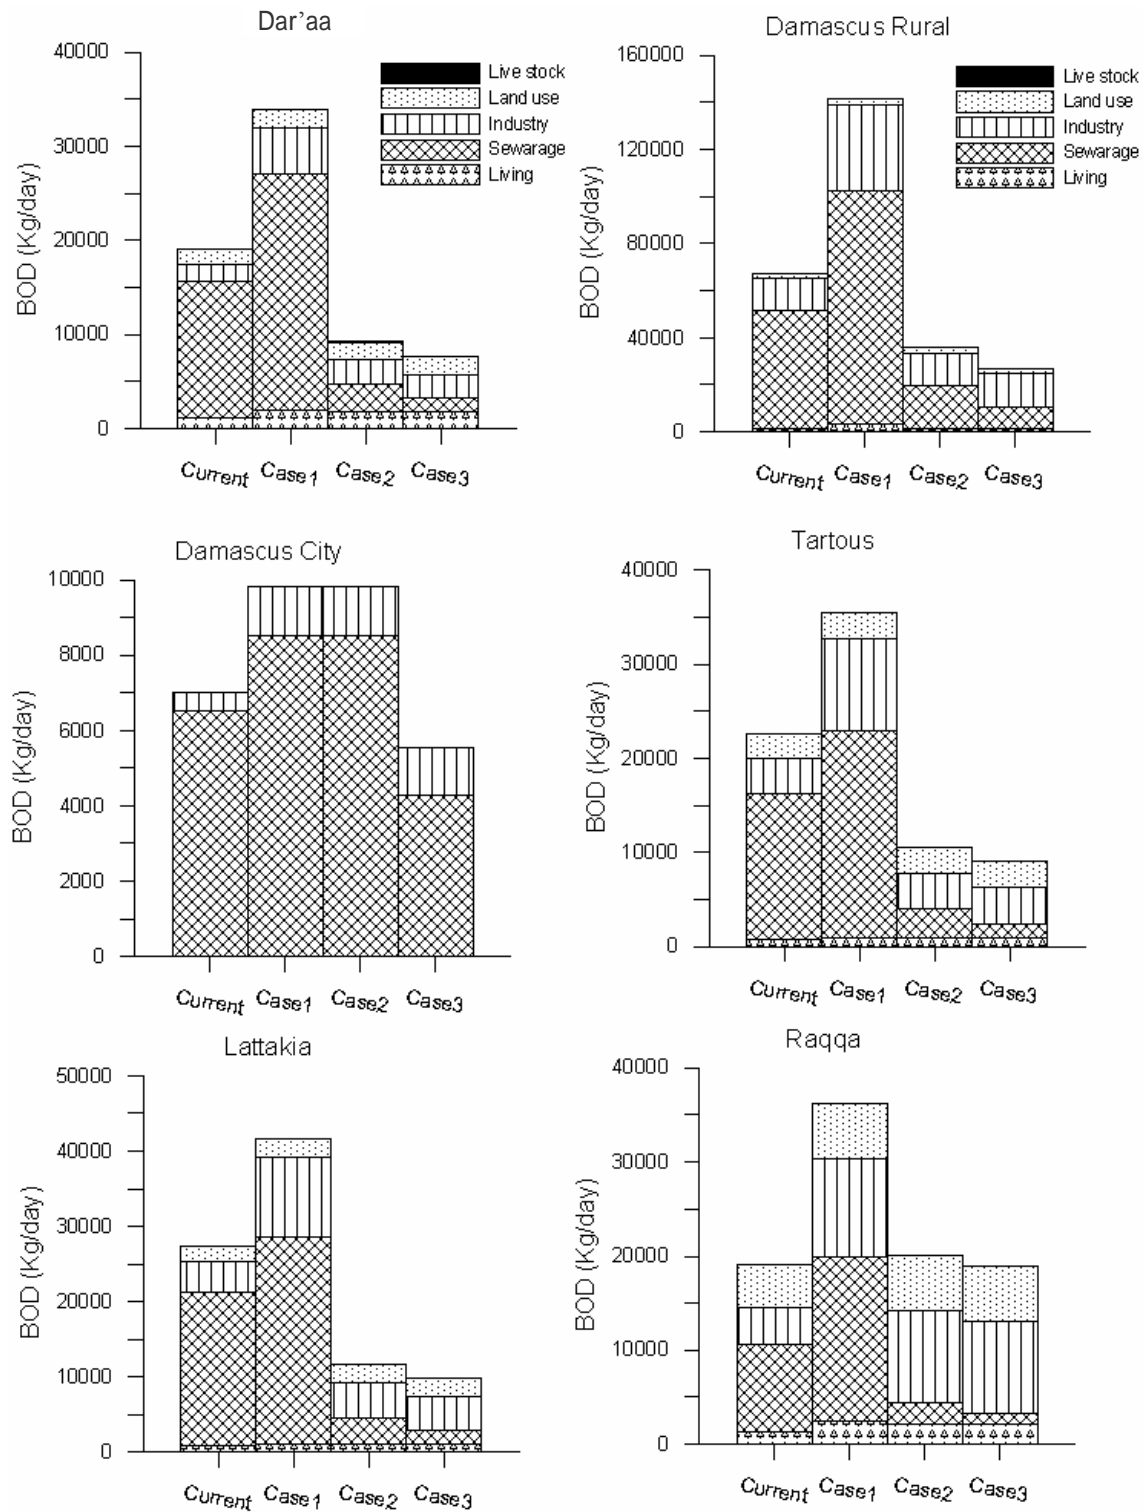 Dar’aa
40000
30000
20000
10000
0
BOD (Kg/day)
Live stock
Land use
Industry
Sewarage
Living
Current
Case1
Case2
Case3
Damascus Rural
160000
120000
80000
40000
0
BOD (Kg/day)
Live stock
Land use
Industry
Sewarage
Living
Current
Case1
Case2
Case3
Damascus City
10000
8000
6000
4000
2000
0
BOD (Kg/day)
Current
Case1
Case2
Case3
Tartous
40000
30000
20000
10000
0
BOD (Kg/day)
Current
Case1
Case2
Case3
Lattakia
50000
40000
30000
20000
10000
0
BOD (Kg/day)
Current
Case1
Case2
Case3
Raqqa
40000
30000
20000
10000
0
BOD (Kg/day)
Current
Case1
Case2
Case3